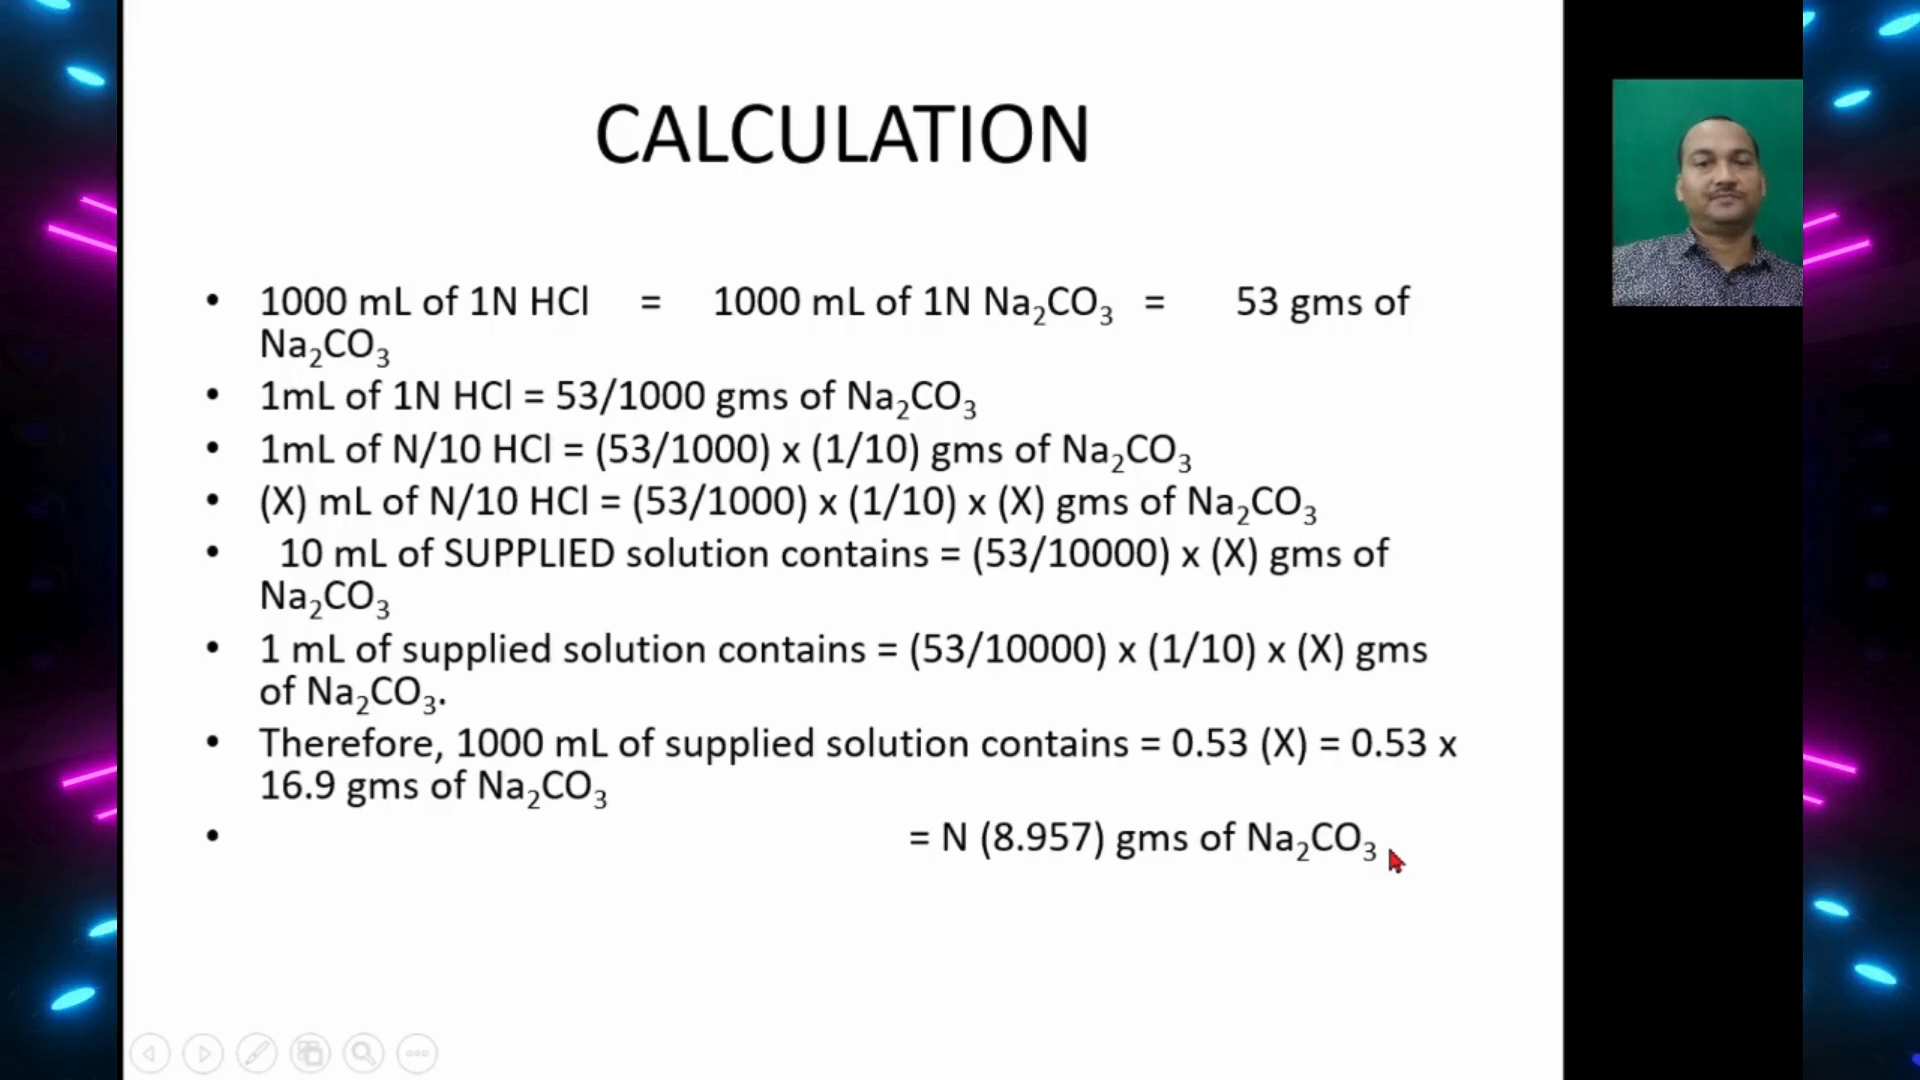 CALCULATION
• 1000 mL of 1N HCl = 1000 mL of 1N Na₂CO₃ = 53 gms of
Na₂CO₃
• 1mL of 1N HCl = 53/1000 gms of Na₂CO₃
• 1mL of N/10 HCl = (53/1000) x (1/10) gms of Na₂CO₃
• (X) mL of N/10 HCl = (53/1000) x (1/10) x (X) gms of Na₂CO₃
• 10 mL of SUPPLIED solution contains = (53/10000) x (X) gms of
Na₂CO₃
• 1 mL of supplied solution contains = (53/10000) x (1/10) x (X) gms
of Na₂CO₃.
• Therefore, 1000 mL of supplied solution contains = 0.53 (X) = 0.53 x
16.9 gms of Na₂CO₃
• = N (8.957) gms of Na₂CO₃